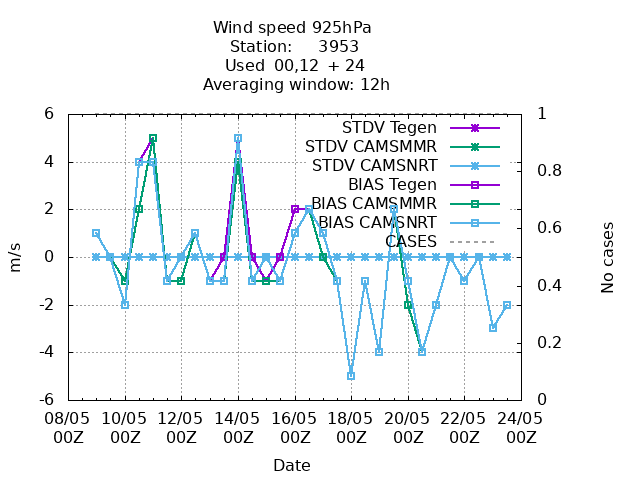 Wind speed 925hPa
Station: 3953
Used 00,12 + 24
Averaging window: 12h
6 1
STDV Tegen
STDV CAMSMMR
4 0.8
STDV CAMSNRT
BIAS Tegen
2 BIAS CAMSMMR 0.6
BIAS CAMSNRT
CASES
0
m/s
No cases
-2 0.4
-4 0.2
-6 0
08/05 10/05 12/05 14/05 16/05 18/05 20/05 22/05 24/05
00Z 00Z 00Z 00Z 00Z 00Z 00Z 00Z 00Z
Date